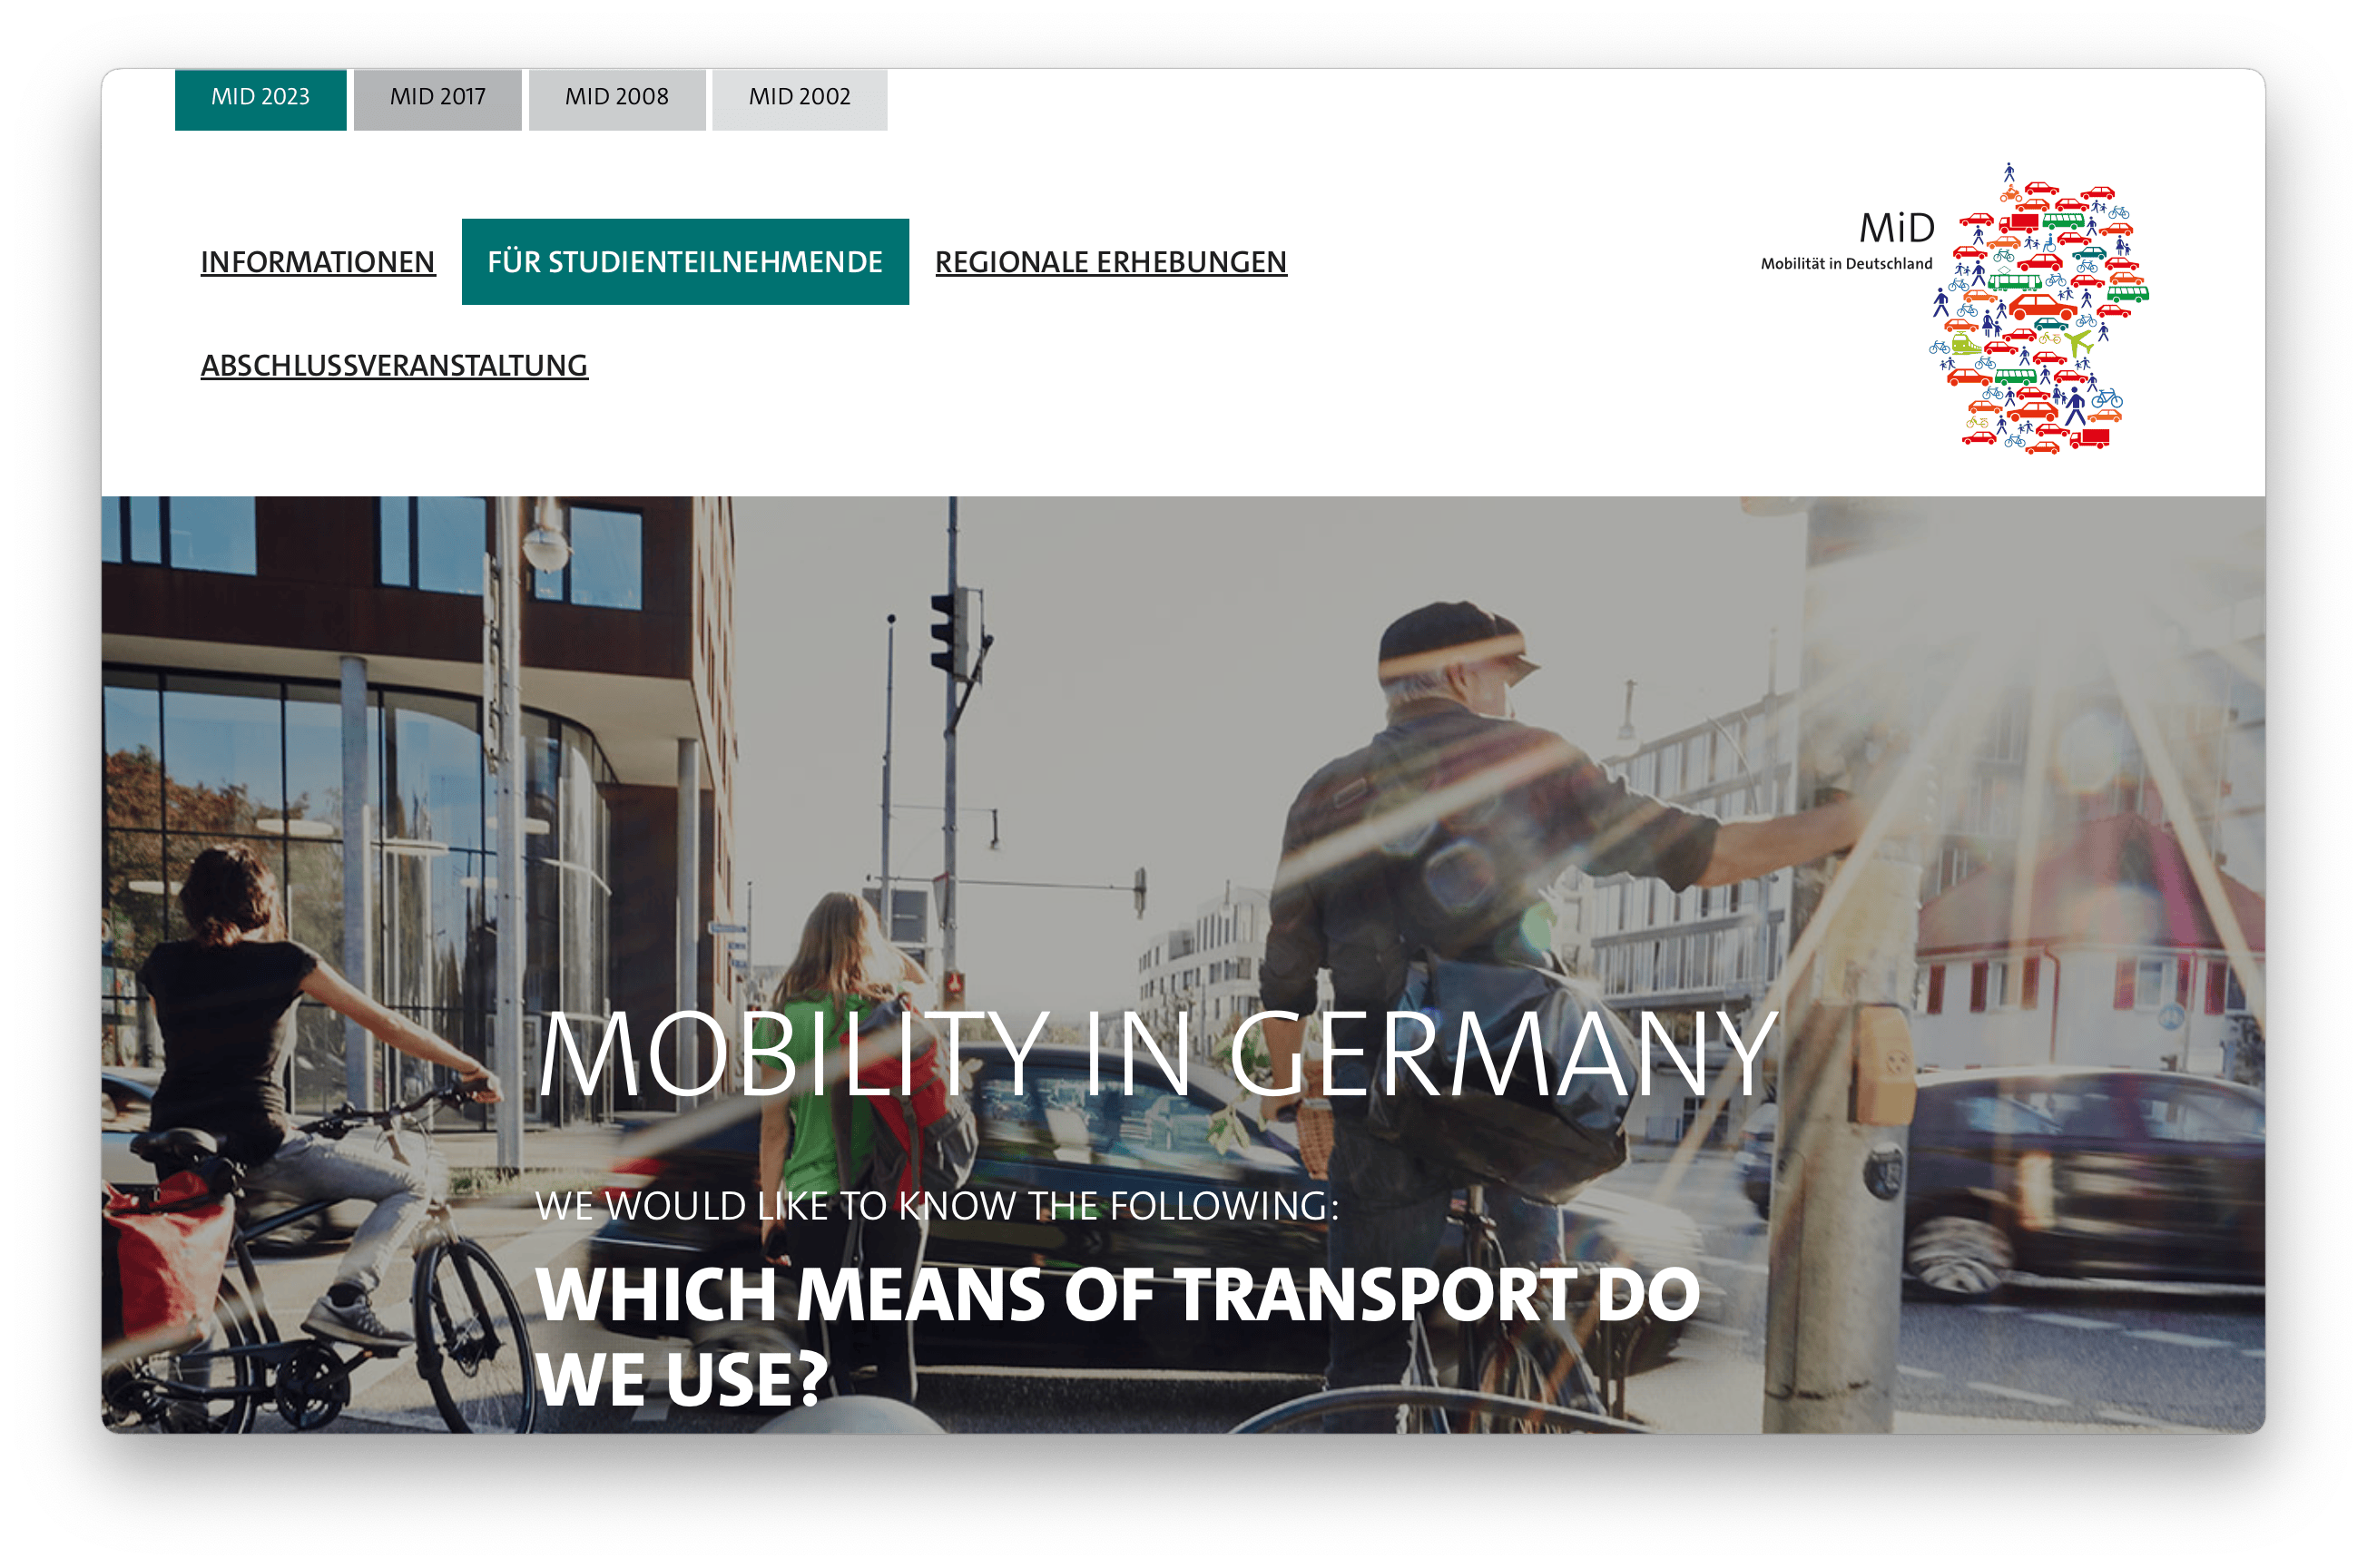 MID 2023
MID 2017
MID 2008
MID 2002
MiD
Mobilität in Deutschland
INFORMATIONEN
FÜR STUDIENTEILNEHMENDE
REGIONALE ERHEBUNGEN
ABSCHLUSSVERANSTALTUNG
MOBILITY IN GERMANY
WE WOULD LIKE TO KNOW THE FOLLOWING:
WHICH MEANS OF TRANSPORT DO
WE USE?